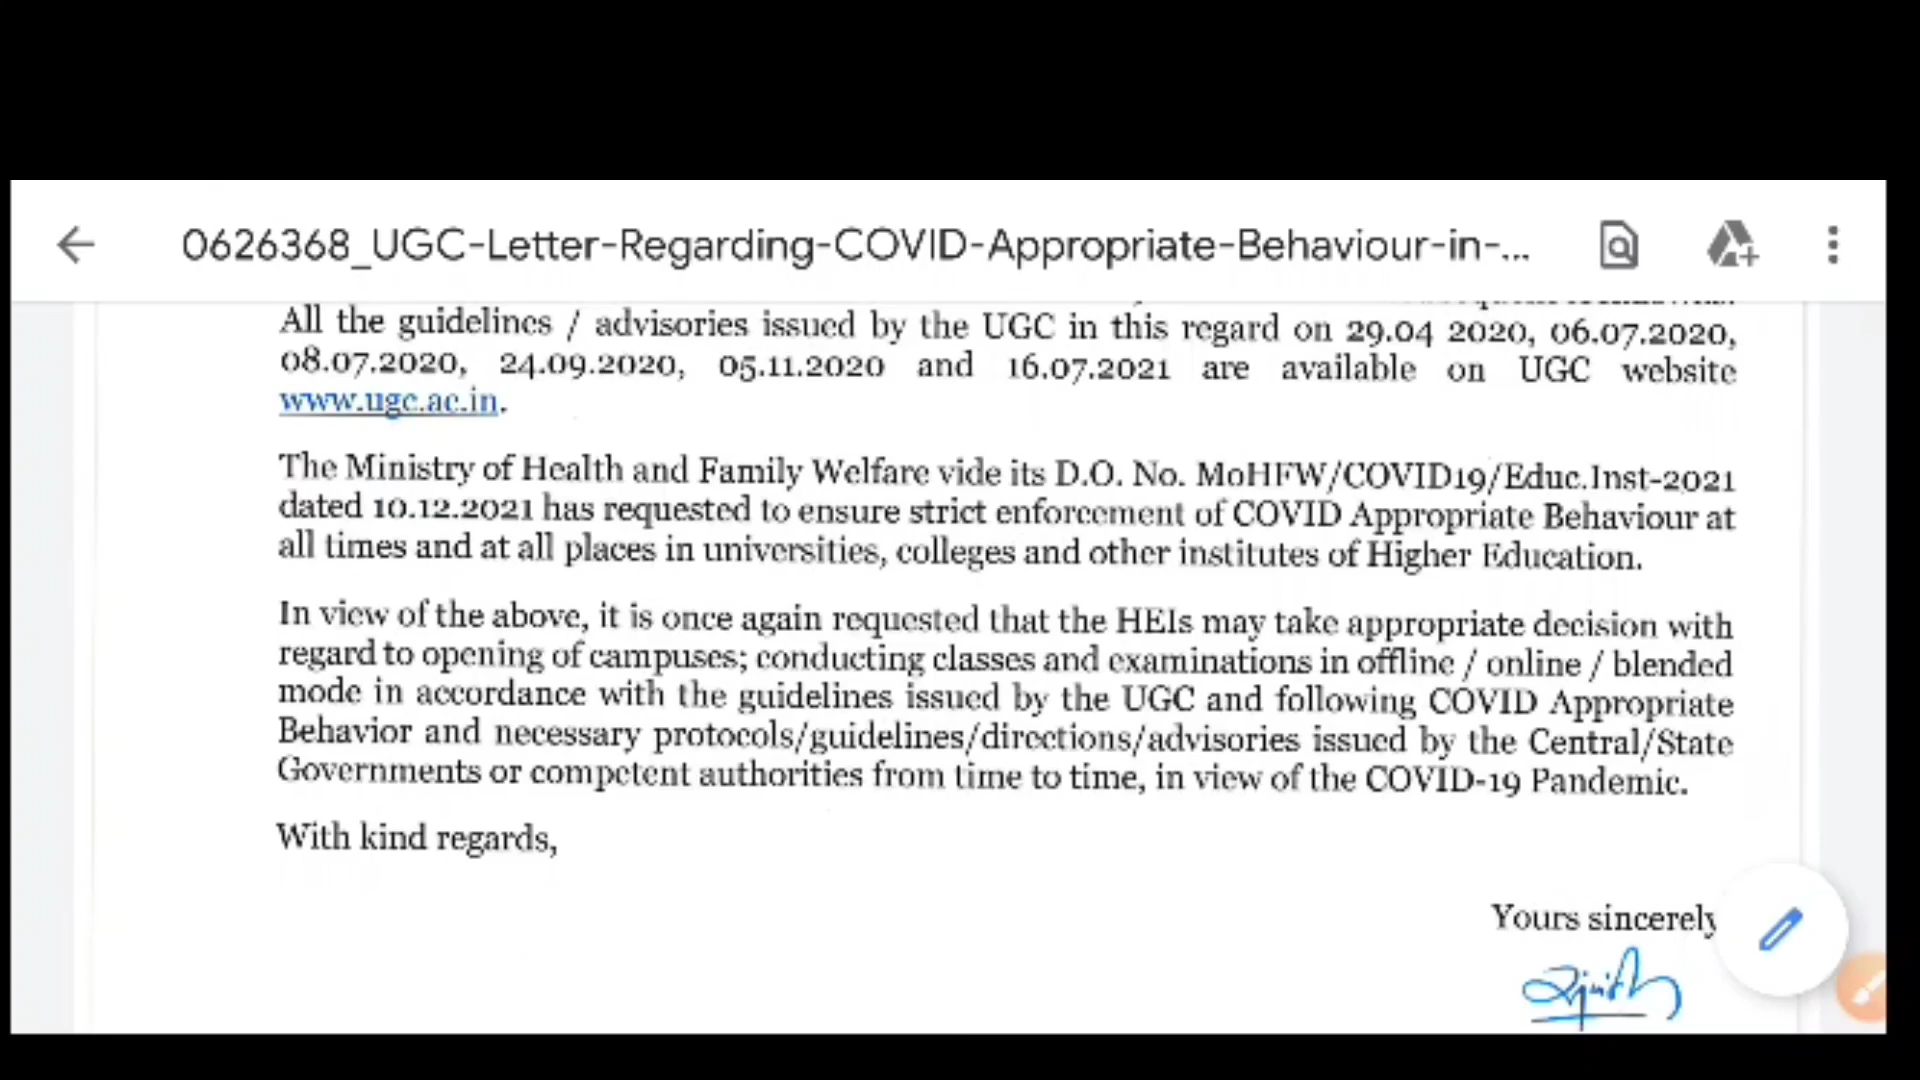 0626368_UGC-Letter-Regarding-COVID-Appropriate-Behaviour-in-...
All the guidelines / advisories issued by the UGC in this regard on 29.04 2020, 06.07.2020,
08.07.2020, 24.09.2020, 05.11.2020 and 16.07.2021 are available on UGC website
www.ugc.ac.in.
The Ministry of Health and Family Welfare vide its D.O. No. MoHFW/COVID19/Educ.Inst-2021
dated 10.12.2021 has requested to ensure strict enforcement of COVID Appropriate Behaviour at
all times and at all places in universities, colleges and other institutes of Higher Education.
In view of the above, it is once again requested that the HEIs may take appropriate decision with
regard to opening of campuses; conducting classes and examinations in offline / online / blended
mode in accordance with the guidelines issued by the UGC and following COVID Appropriate
Behavior and necessary protocols/guidelines/directions/advisories issued by the Central/State
Governments or competent authorities from time to time, in view of the COVID-19 Pandemic.
With kind regards,
Yours sincerely